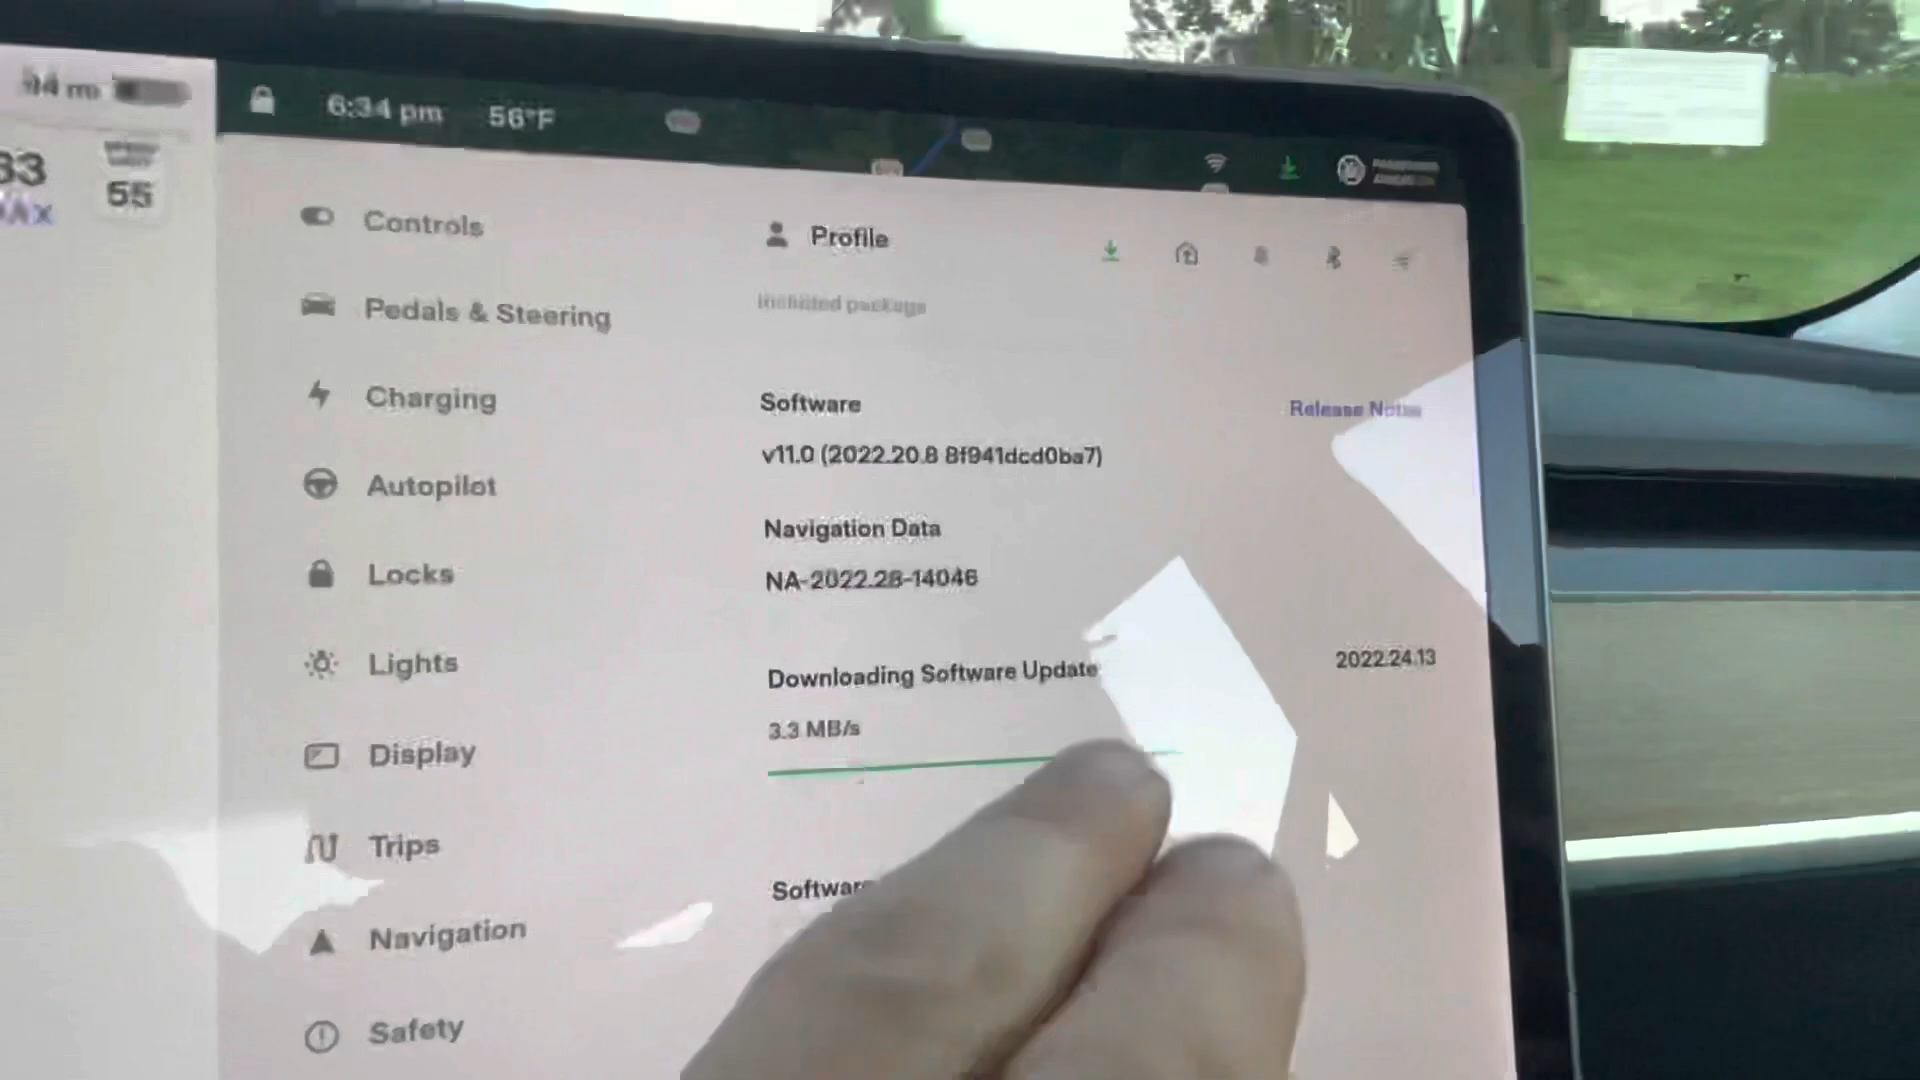 6:34 pm
56°F
55
Controls
Pedals & Steering
Charging
Autopilot
Locks
Lights
Display
Trips
Navigation
Safety
Profile
Included package
Software
Release Notes
v11.0 (2022.20.8 8f941dcd0ba7)
Navigation Data
NA-2022.28-14046
Downloading Software Update
2022.24.13
3.3 MB/s